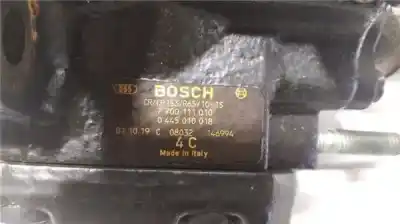 BOSCH
CR/CP1S3/R65/10-1S
7 700 111 010
0 445 010 018
03.10.19 C 08032 146994
4 C
Made in Italy